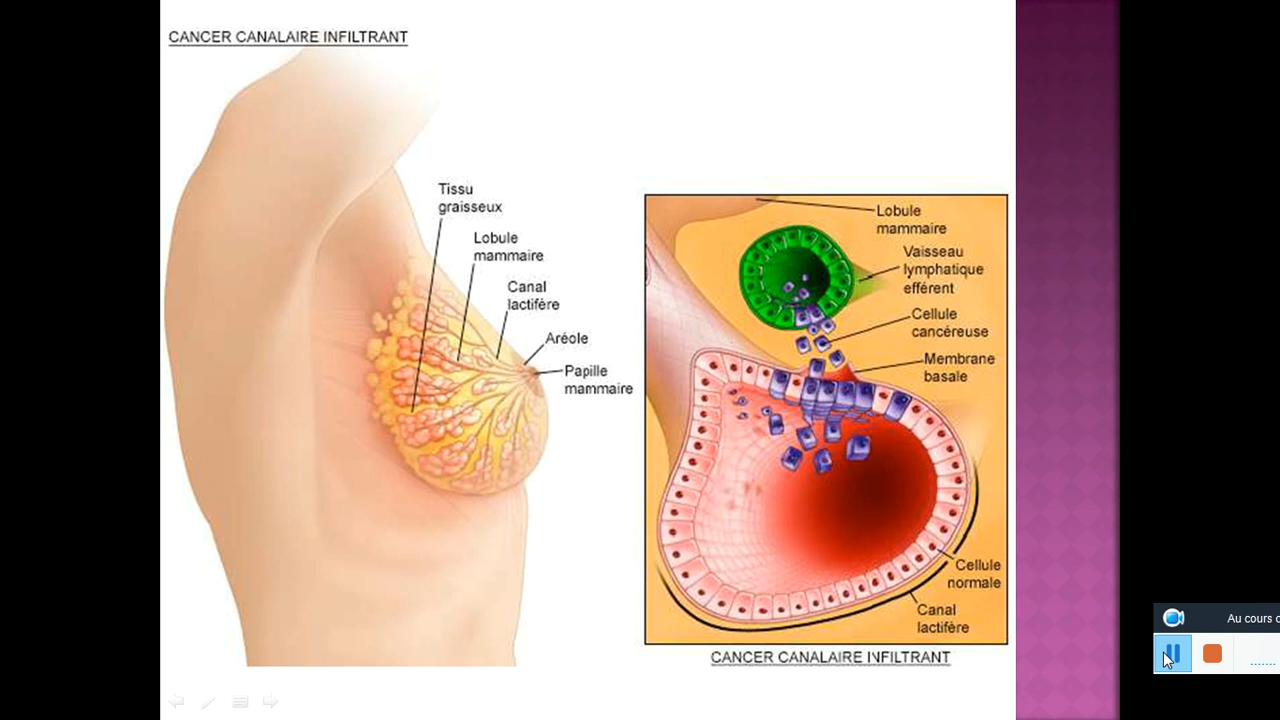 CANCER CANALAIRE INFILTRANT
Tissu
graisseux
Lobule
mammaire
Canal
lactifère
Aréole
Papille
mammaire
Lobule
mammaire
Vaisseau
lymphatique
efférent
Cellule
cancéreuse
Membrane
basale
Cellule
normale
Canal
lactifère
CANCER CANALAIRE INFILTRANT
Au cours